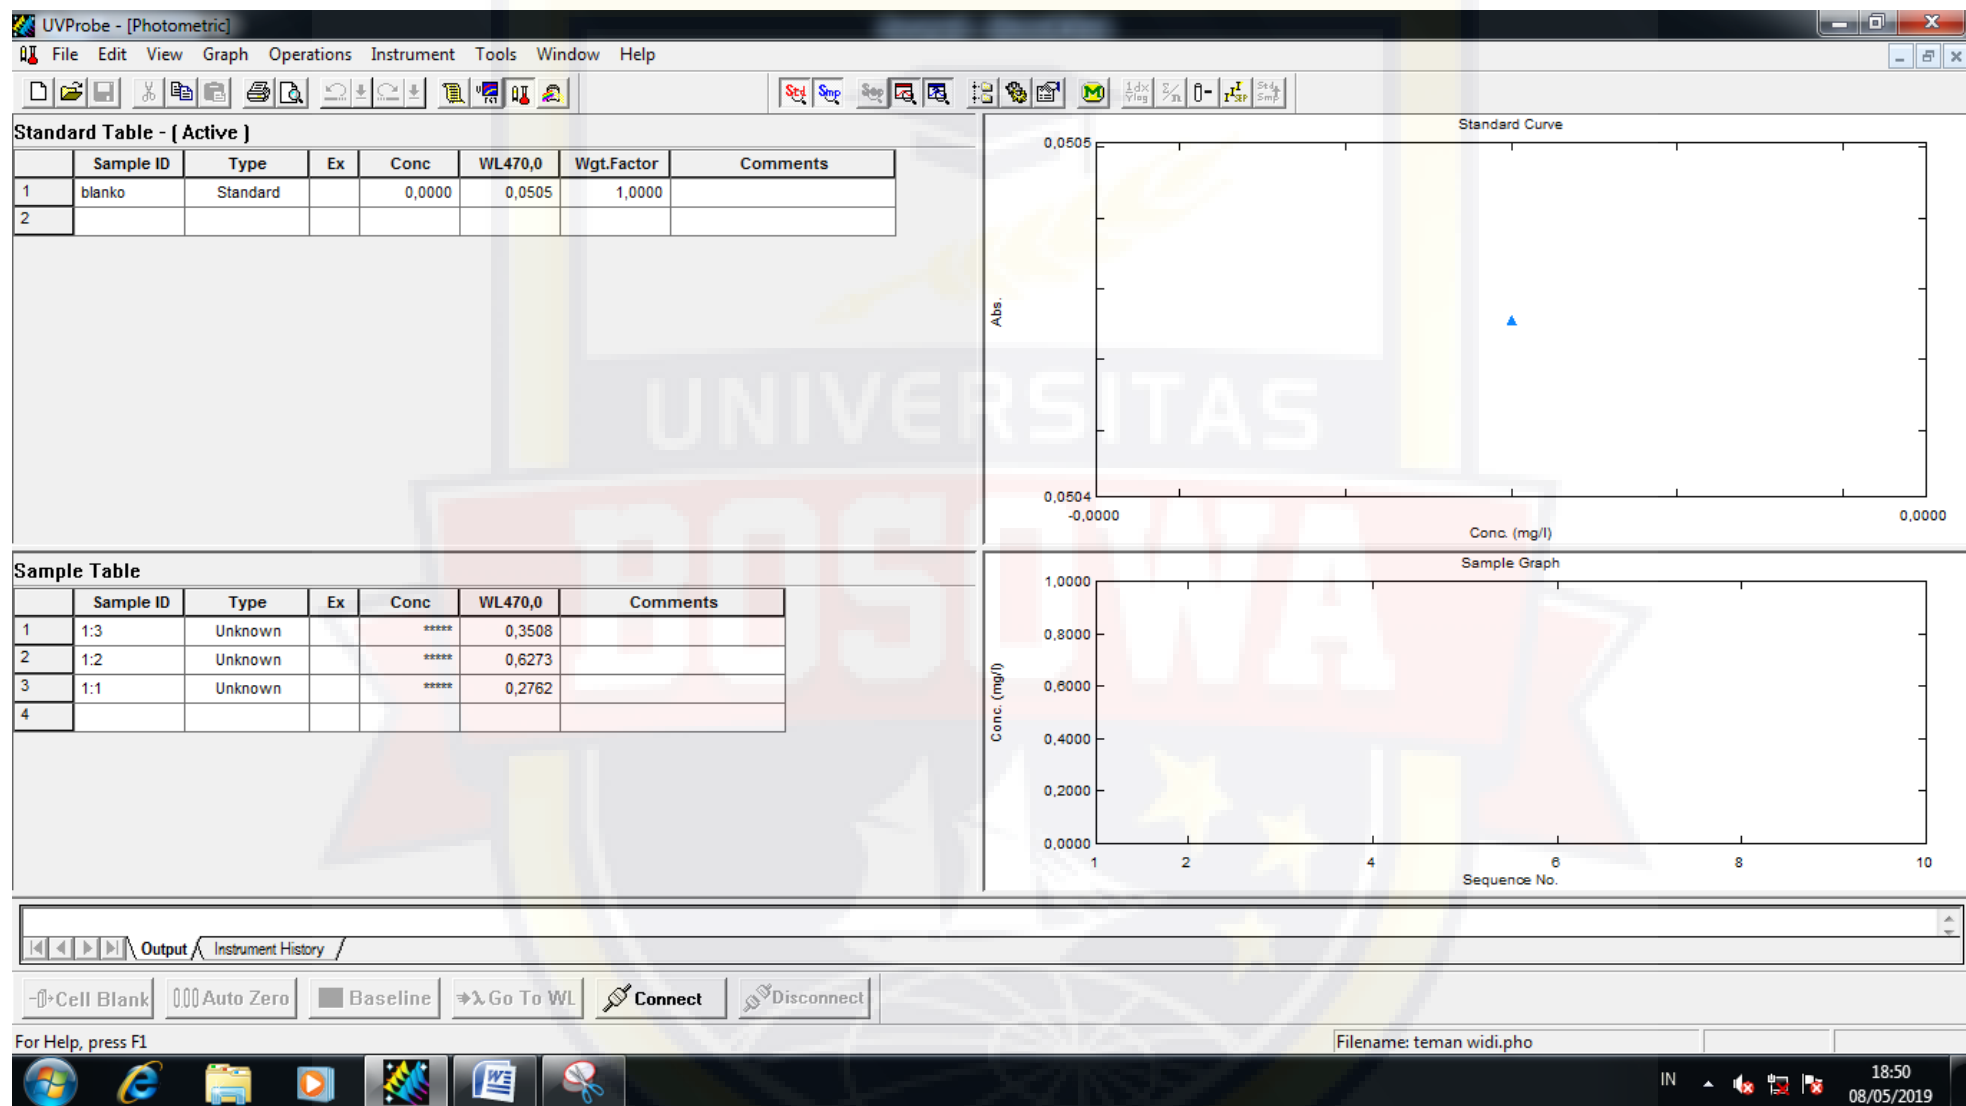 UVProbe - [Photometric]
File Edit View Graph Operations Instrument Tools Window Help
Std Smp
Standard Table - ( Active )
Sample ID Type Ex Conc WL470,0 Wgt.Factor Comments
1 blanko Standard 0,0000 0,0505 1,0000
2
Standard Curve
0,0505
Abs.
0,0504
-0,0000 0,0000
Conc. (mg/l)
Sample Table
Sample ID Type Ex Conc WL470,0 Comments
1 1:3 Unknown ***** 0,3508
2 1:2 Unknown ***** 0,6273
3 1:1 Unknown ***** 0,2762
4
Sample Graph
1,0000
0,8000
0,6000
0,4000
0,2000
0,0000
Conc. (mg/l)
1 2 4 6 8 10
Sequence No.
UNIVERSITAS
BOSOWA
Output Instrument History
Cell Blank Auto Zero Baseline Go To WL Connect Disconnect
For Help, press F1
Filename: teman widi.pho
IN
18:50
08/05/2019